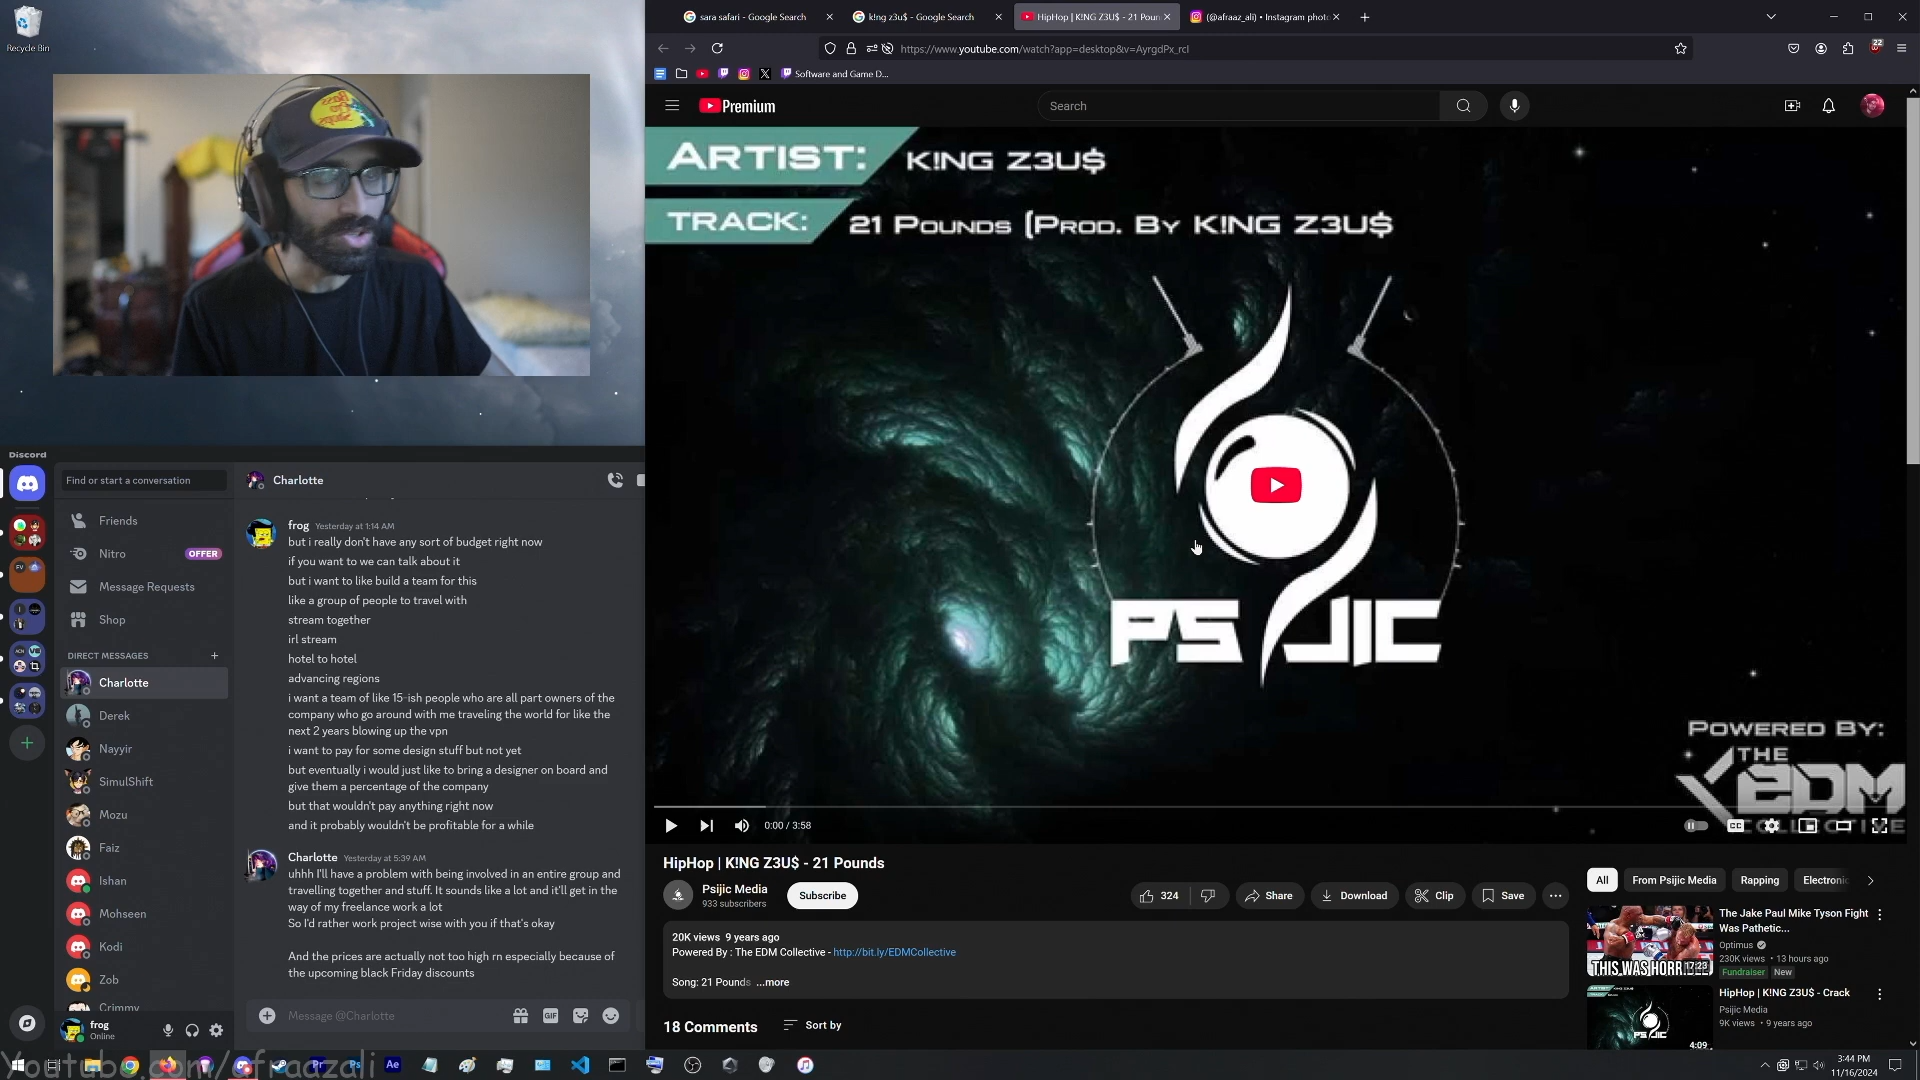 Recycle Bin
sara safari - Google Search
k!ng z3u$ - Google Search
HipHop | K!NG Z3U$ - 21 Poun
(@afraaz_ali) • Instagram phot
https://www.youtube.com/watch?app=desktop&v=AyrgdPx_rcI
22
Software and Game D...
Premium
Search
ARTIST: K!NG Z3U$
TRACK: 21 POUNDS (PROD. BY K!NG Z3U$
PSIJIC
POWERED BY:
THE
EDM
COLLECTIVE
0:00 / 3:58
CC
HipHop | K!NG Z3U$ - 21 Pounds
Psijic Media
933 subscribers
Subscribe
324
Share
Download
Clip
Save
20K views 9 years ago
Powered By : The EDM Collective - http://bit.ly/EDMCollective
Song: 21 Pounds ...more
18 Comments
Sort by
All
From Psijic Media
Rapping
Electronic
The Jake Paul Mike Tyson Fight
Was Pathetic...
Optimus
230K views • 13 hours ago
Fundraiser
New
17:23
HipHop | K!NG Z3U$ - Crack
Psijic Media
9K views • 9 years ago
4:09
Discord
Find or start a conversation
Friends
Nitro
OFFER
Message Requests
Shop
DIRECT MESSAGES
Charlotte
Derek
Nayyir
SimulShift
Mozu
Faiz
Ishan
Mohseen
Kodi
Zob
Crimmy
frog
Online
Charlotte
frog Yesterday at 1:14 AM
but i really don't have any sort of budget right now
if you want to we can talk about it
but i want to like build a team for this
like a group of people to travel with
stream together
irl stream
hotel to hotel
advancing regions
i want a team of like 15-ish people who are all part owners of the
company who go around with me traveling the world for like the
next 2 years blowing up the vpn
i want to pay for some design stuff but not yet
but eventually i would just like to bring a designer on board and
give them a percentage of the company
but that wouldn't pay anything right now
and it probably wouldn't be profitable for a while
Charlotte Yesterday at 5:39 AM
uhhh I'll have a problem with being involved in an entire group and
travelling together and stuff. It sounds like a lot and it'll get in the
way of my freelance work a lot
So I'd rather work project wise with you if that's okay
And the prices are actually not too high rn especially because of
the upcoming black Friday discounts
Message @Charlotte
GIF
Youtube.com/afraazali
Pr
Ps
Ae
3:44 PM
11/16/2024